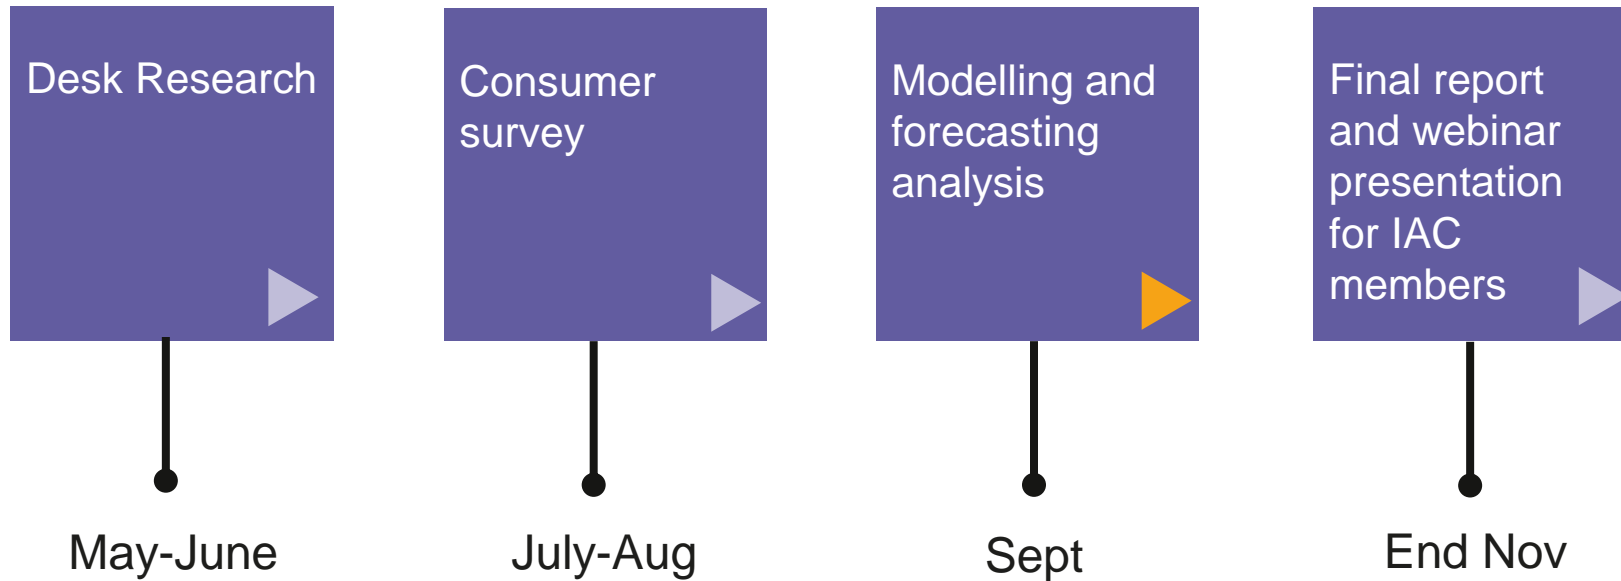 Desk Research
Consumer
survey
Modelling and
forecasting
analysis
Final report
and webinar
presentation
for IAC
members
May-June
July-Aug
Sept
End Nov